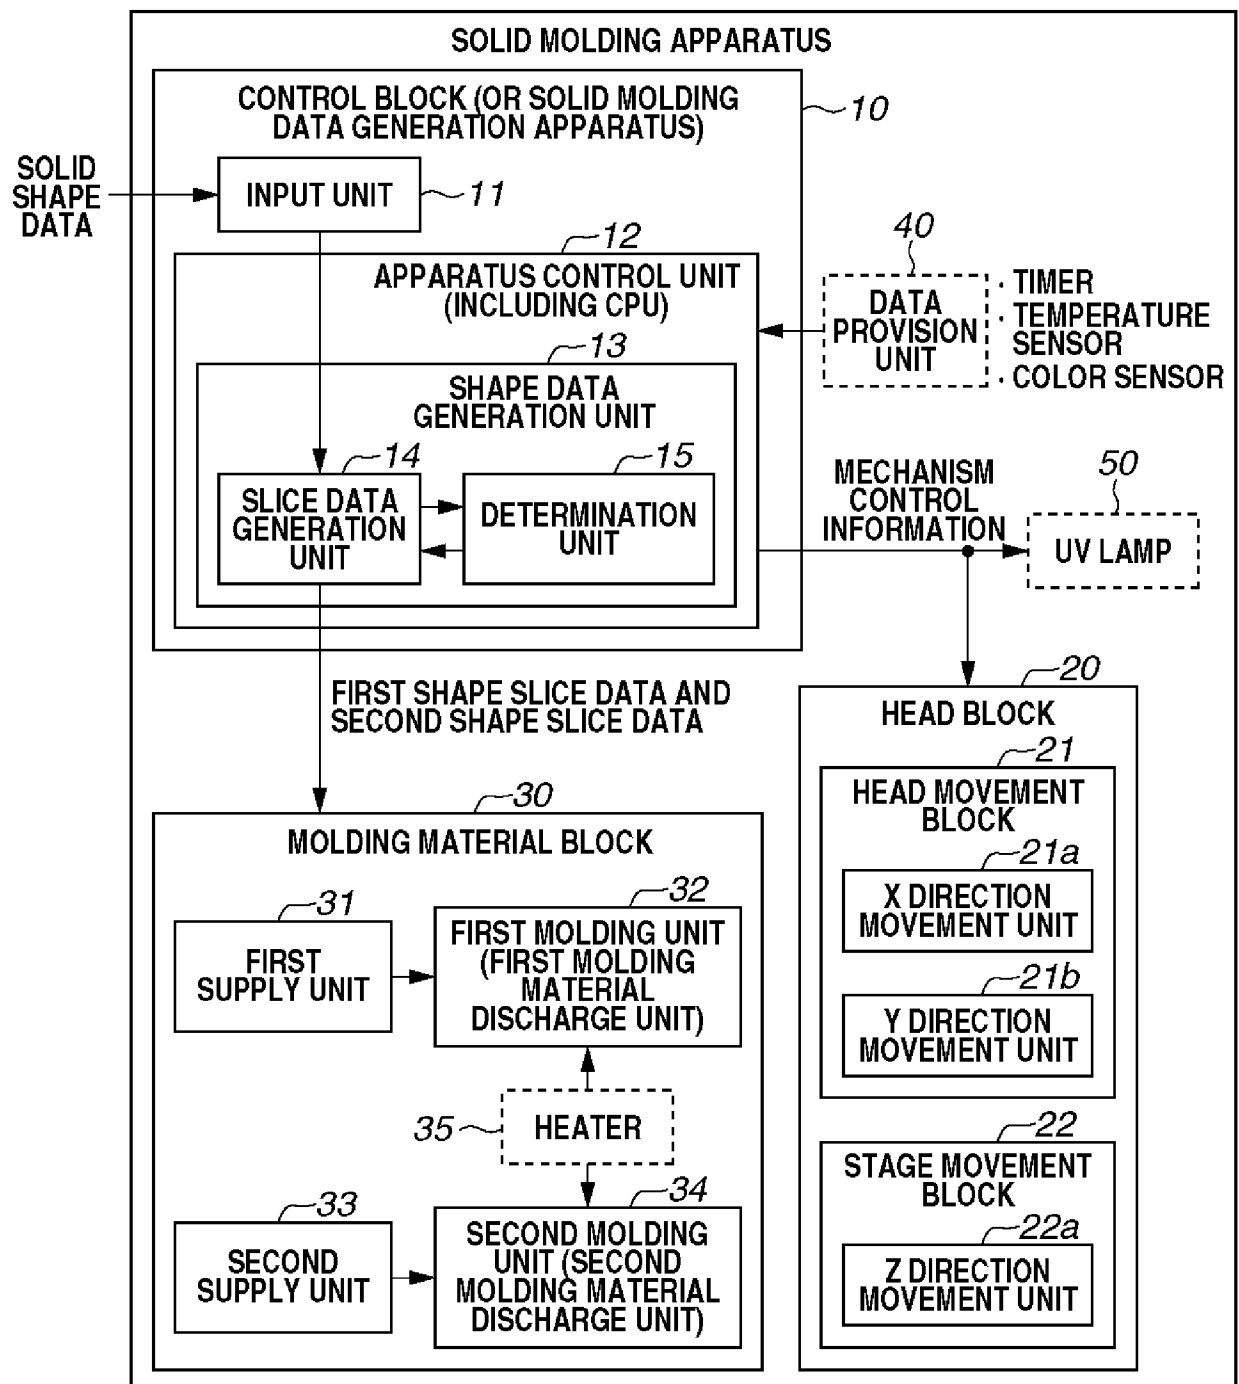 SOLID MOLDING APPARATUS
CONTROL BLOCK (OR SOLID MOLDING
DATA GENERATION APPARATUS)
10
SOLID
SHAPE
DATA
INPUT UNIT
11
12
APPARATUS CONTROL UNIT
(INCLUDING CPU)
40
DATA
PROVISION
UNIT
· TIMER
· TEMPERATURE
SENSOR
· COLOR SENSOR
13
SHAPE DATA
GENERATION UNIT
14
SLICE DATA
GENERATION
UNIT
15
DETERMINATION
UNIT
MECHANISM
CONTROL
INFORMATION
50
UV LAMP
FIRST SHAPE SLICE DATA AND
SECOND SHAPE SLICE DATA
20
HEAD BLOCK
21
HEAD MOVEMENT
BLOCK
21a
X DIRECTION
MOVEMENT UNIT
21b
Y DIRECTION
MOVEMENT UNIT
22
STAGE MOVEMENT
BLOCK
22a
Z DIRECTION
MOVEMENT UNIT
30
MOLDING MATERIAL BLOCK
31
FIRST
SUPPLY UNIT
32
FIRST MOLDING UNIT
(FIRST MOLDING
MATERIAL
DISCHARGE UNIT)
35
HEATER
33
SECOND
SUPPLY UNIT
34
SECOND MOLDING
UNIT (SECOND
MOLDING MATERIAL
DISCHARGE UNIT)